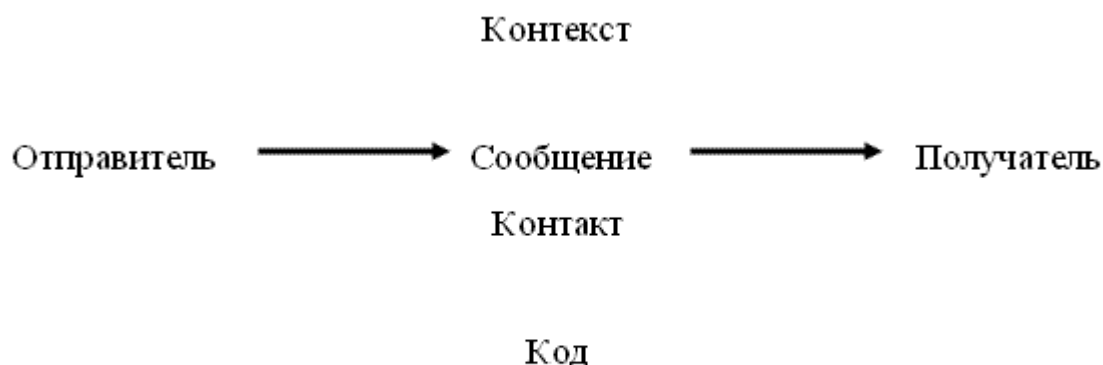 Контекст
Отправитель Сообщение Получатель
Контакт
Код